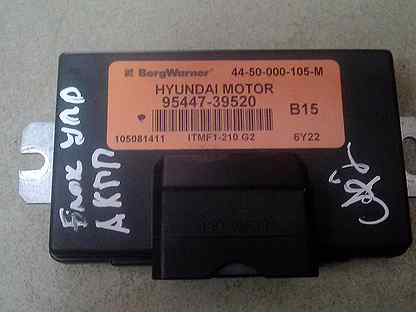 BorgWarner
44-50-000-105-M
HYUNDAI MOTOR
95447-39520
B15
105081411
ITMF1-210 G2
6Y22
Блок упр
АКПП